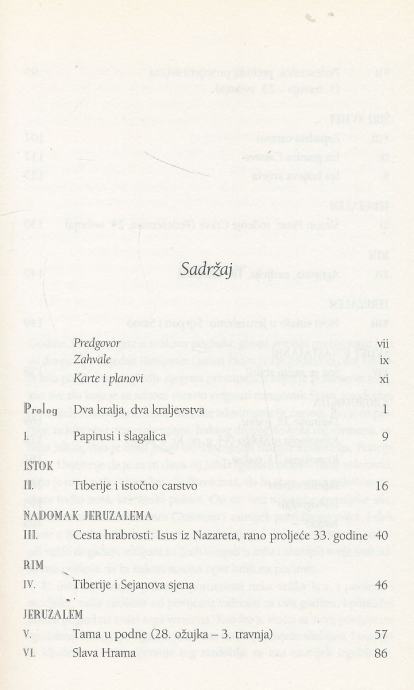 Sadržaj
Predgovor vii
Zahvale ix
Karte i planovi xi
Prolog Dva kralja, dva kraljevstva 1
I. Papirusi i slagalica 9
ISTOK
II. Tiberije i istočno carstvo 16
NADOMAK JERUZALEMA
III. Cesta hrabrosti: Isus iz Nazareta, rano proljeće 33. godine 40
RIM
IV. Tiberije i Sejanova sjena 46
JERUZALEM
V. Tama u podne (28. ožujka – 3. travnja) 57
VI. Slava Hrama 86